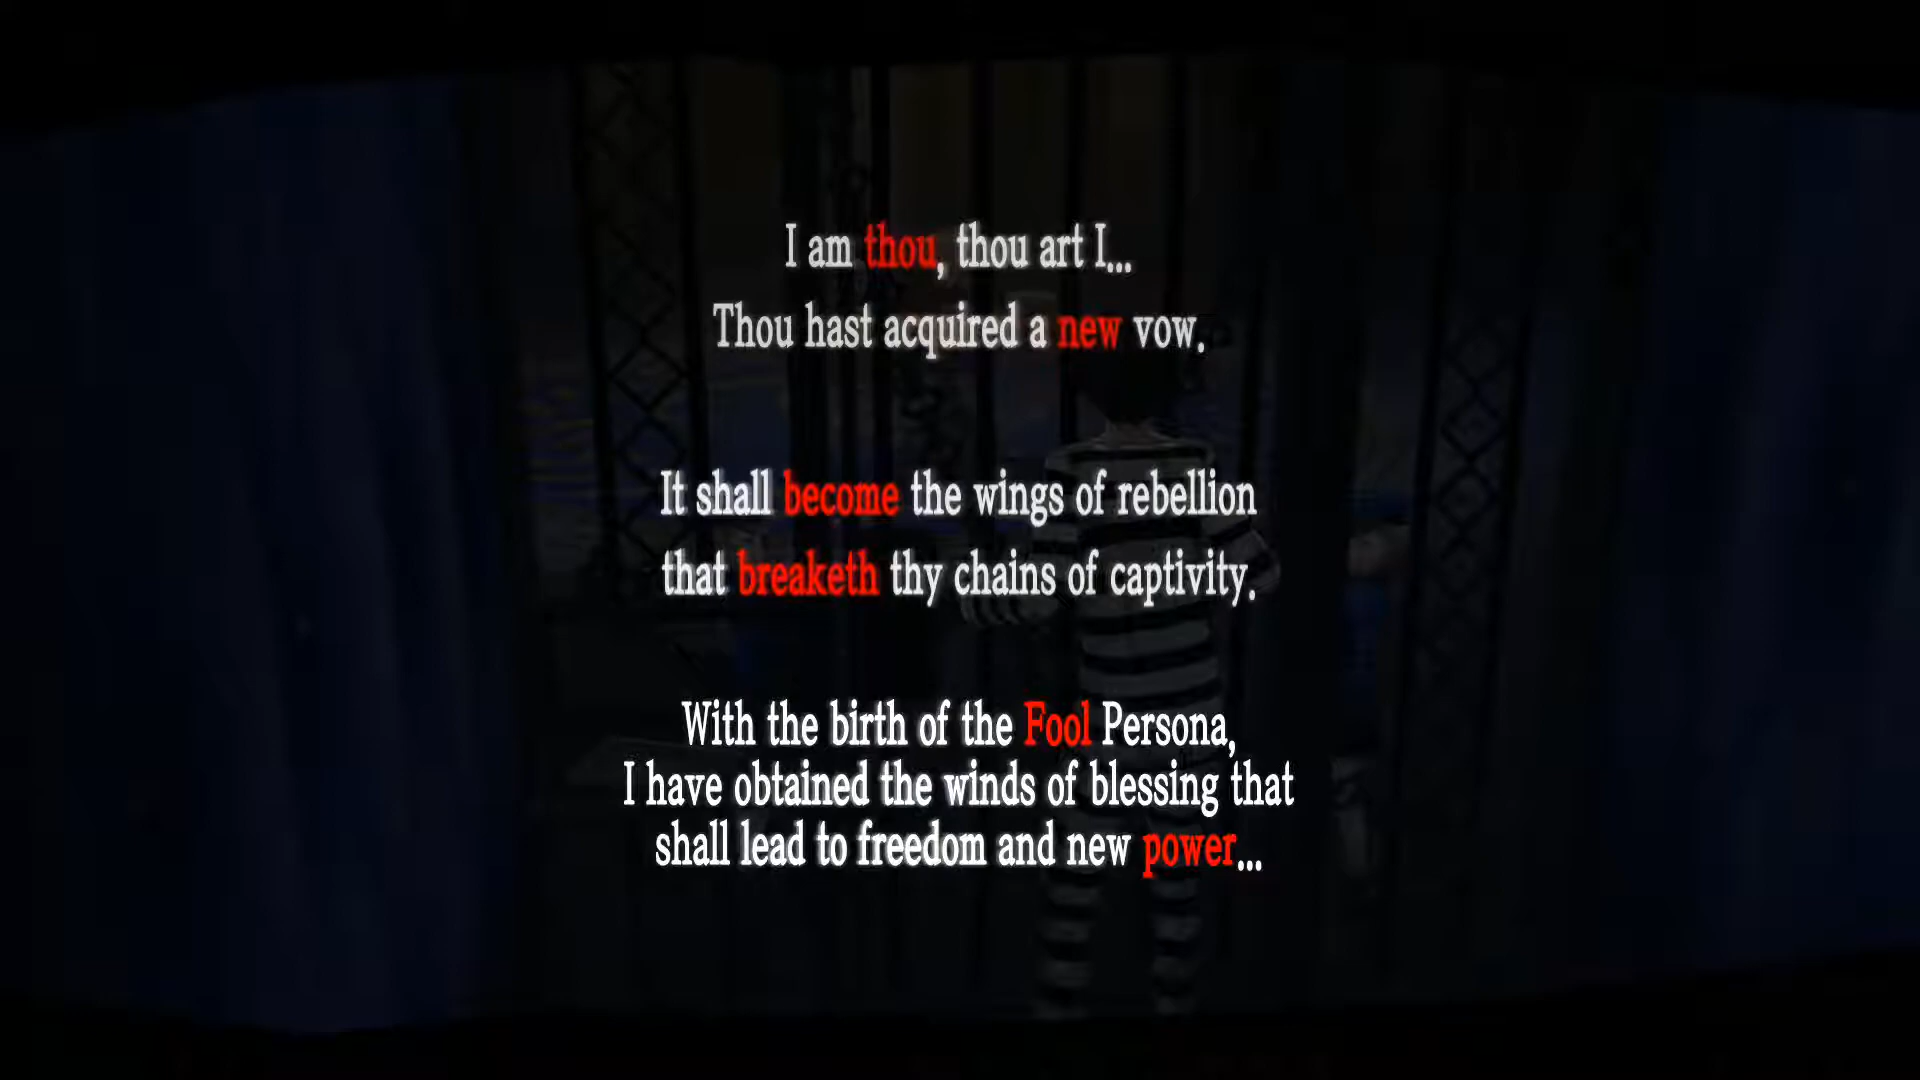 I am thou, thou art I...
Thou hast acquired a new vow.
It shall become the wings of rebellion
that breaketh thy chains of captivity.
With the birth of the Fool Persona,
I have obtained the winds of blessing that
shall lead to freedom and new power...